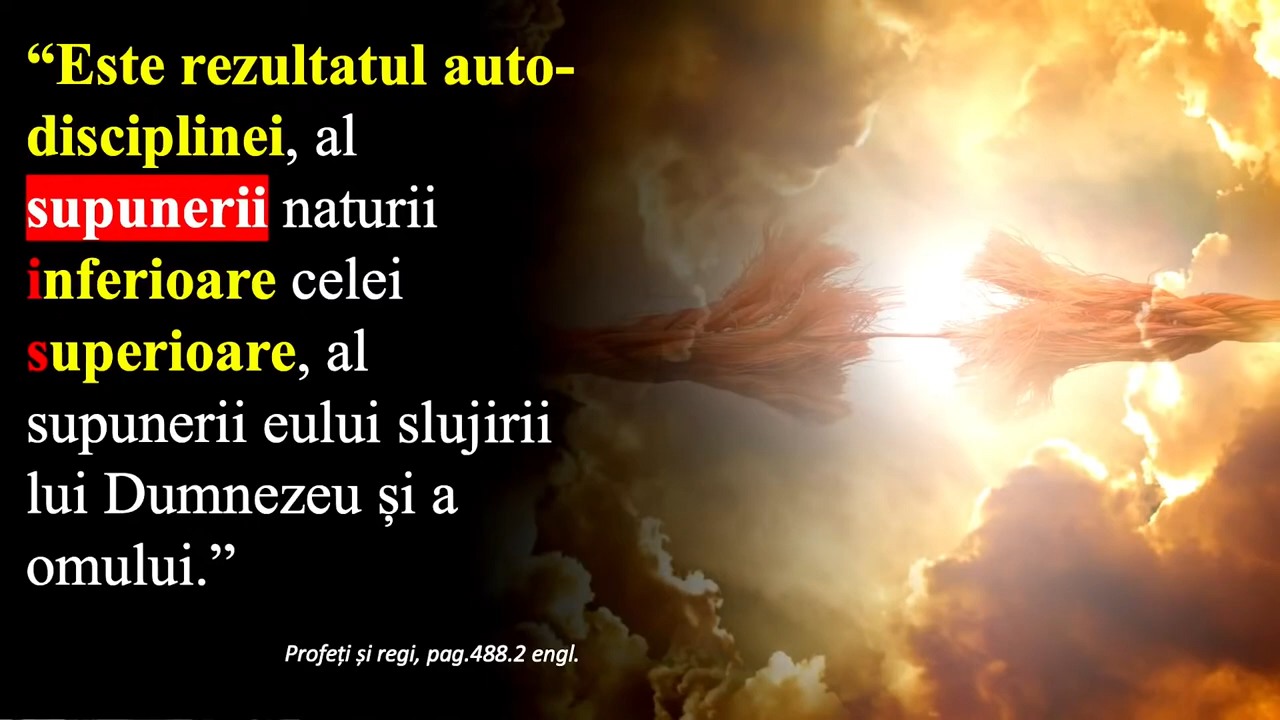 “Este rezultatul auto-
disciplinei, al
supunerii naturii
inferioare celei
superioare, al
supunerii eului slujirii
lui Dumnezeu și a
omului.”
Profeți și regi, pag.488.2 engl.